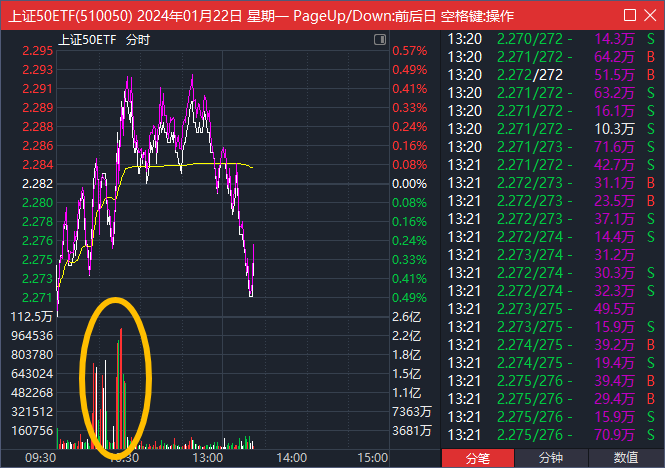 上证50ETF(510050) 2024年01月22日 星期一 PageUp/Down:前后日 空格键:操作
上证50ETF 分时
2.295 0.57%
2.293 0.49%
2.291 0.41%
2.289 0.33%
2.288 0.24%
2.286 0.16%
2.284 0.08%
2.282 0.00%
2.280 0.08%
2.278 0.16%
2.276 0.24%
2.275 0.33%
2.273 0.41%
2.271 0.49%
112.5万 2.6亿
964536 2.2亿
803780 1.8亿
643024 1.5亿
482268 1.1亿
321512 7363万
160756 3681万
09:30 10:30 13:00 14:00 15:00
13:20 2.270/272 - 14.3万 S
13:20 2.271/272 - 64.2万 B
13:20 2.272/272 51.5万 B
13:20 2.271/272 - 63.2万 S
13:20 2.271/272 - 16.1万 S
13:20 2.271/272 - 10.3万 S
13:20 2.271/273 - 71.6万 S
13:21 2.271/272 - 42.7万 S
13:21 2.272/273 - 31.1万 B
13:21 2.272/273 - 23.5万 B
13:21 2.272/273 - 37.1万 S
13:21 2.272/274 - 14.4万 S
13:21 2.273/274 - 31.2万
13:21 2.272/274 - 30.3万 S
13:21 2.272/274 - 32.3万 S
13:21 2.273/275 - 49.5万
13:21 2.273/275 - 15.9万 S
13:21 2.274/275 - 39.2万 B
13:21 2.274/275 - 19.4万 S
13:21 2.275/276 - 39.4万 B
13:21 2.275/276 - 29.4万 B
13:21 2.275/276 - 15.9万 S
13:21 2.275/276 - 70.9万 S
分笔 分钟 数值